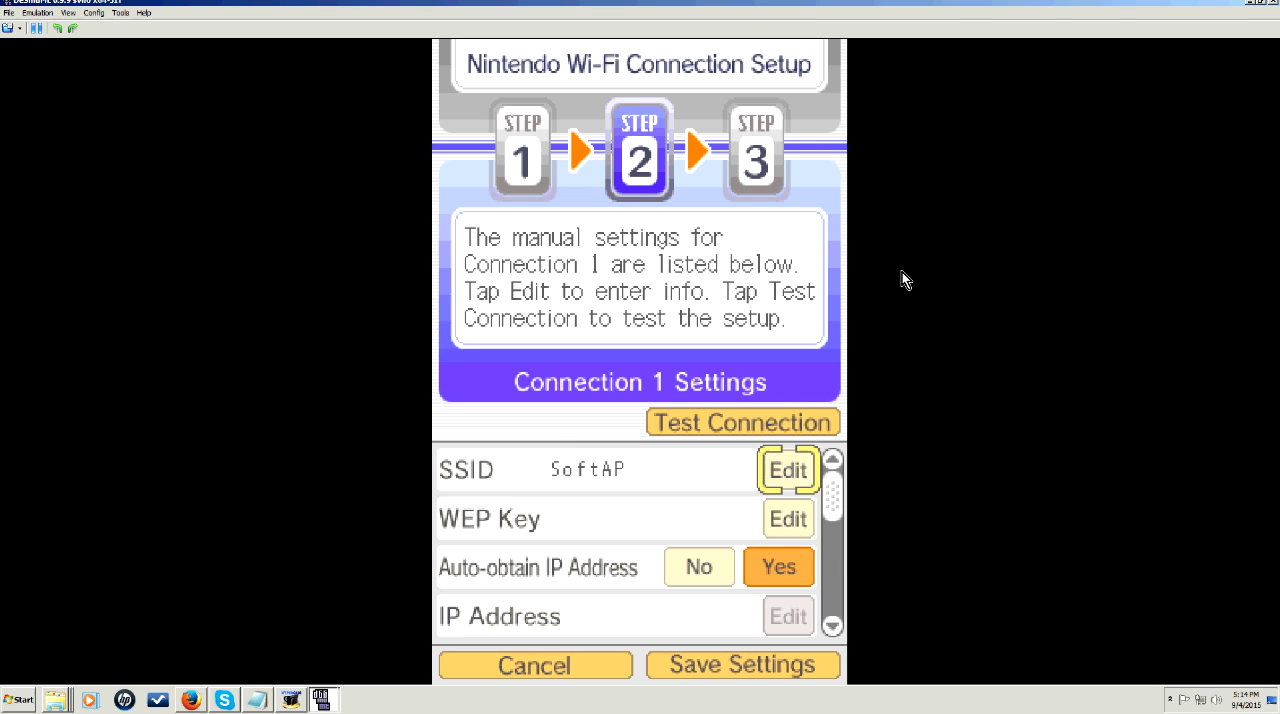 File Emulation View Config Tools Help
Nintendo Wi-Fi Connection Setup
STEP 1 STEP 2 STEP 3
The manual settings for
Connection 1 are listed below.
Tap Edit to enter info. Tap Test
Connection to test the setup.
Connection 1 Settings
Test Connection
SSID SoftAP Edit
WEP Key Edit
Auto-obtain IP Address No Yes
IP Address Edit
Cancel Save Settings
Start
5:14 PM
9/4/2015